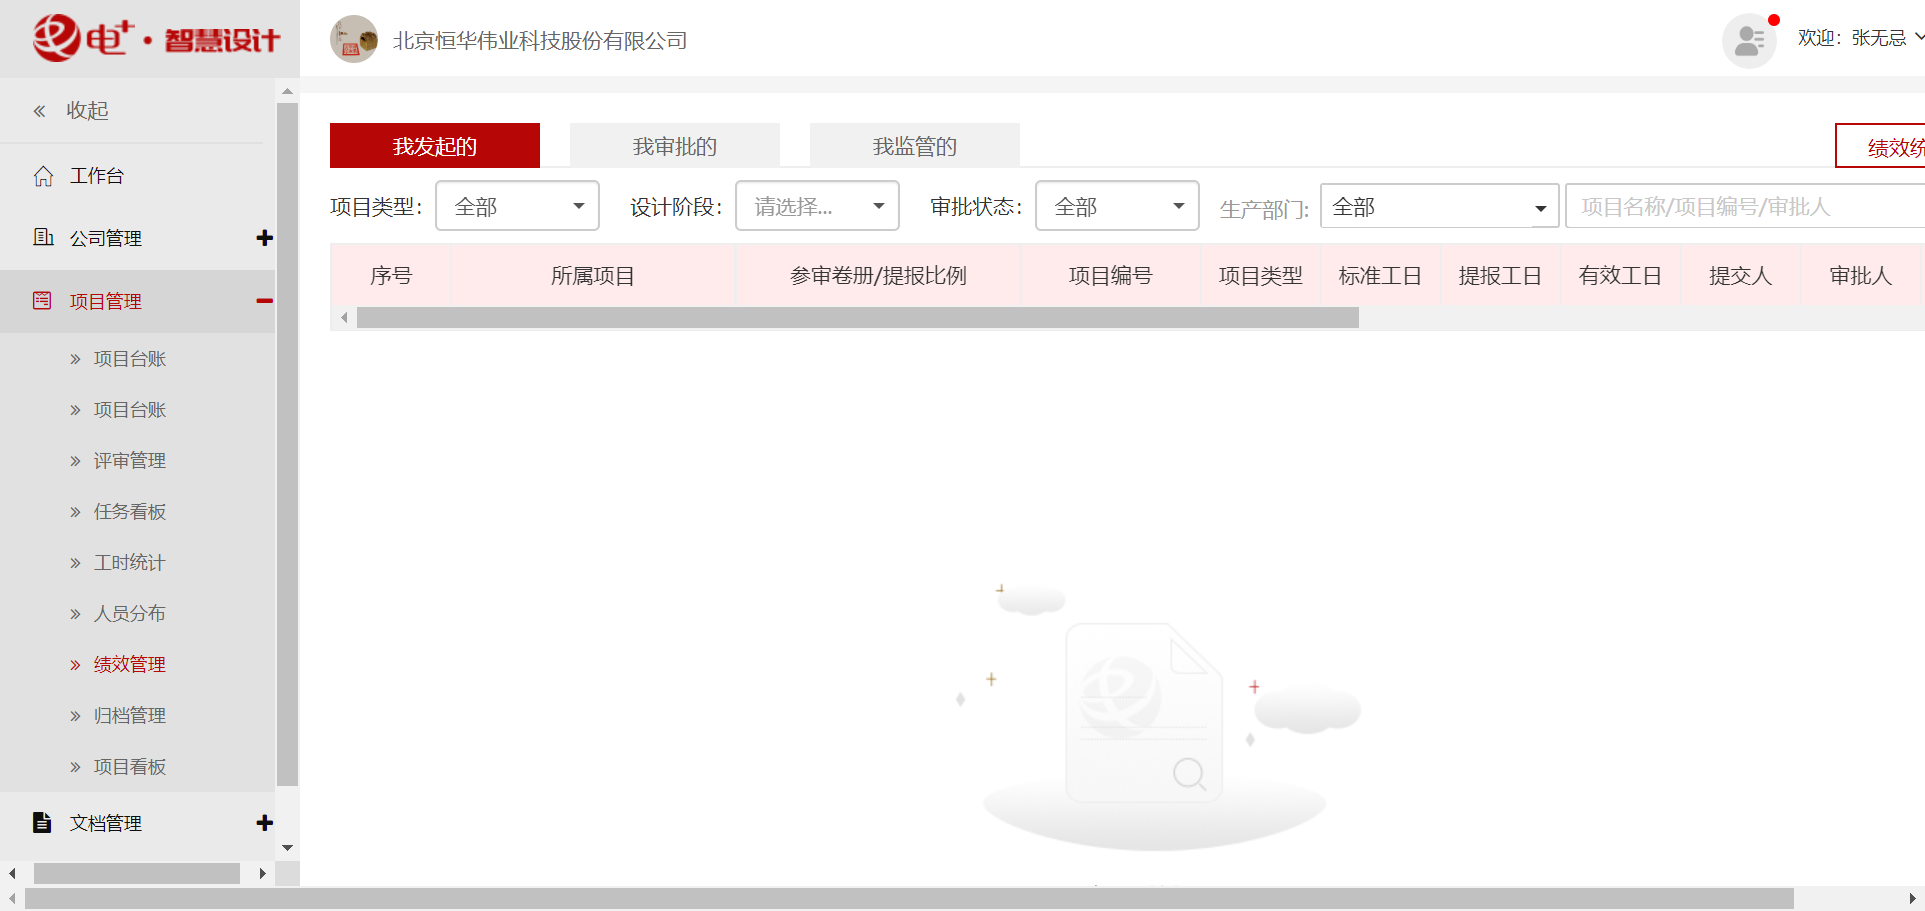 电+·智慧设计
北京恒华伟业科技股份有限公司
欢迎：张无忌
收起
工作台
公司管理
项目管理
项目台账
项目台账
评审管理
任务看板
工时统计
人员分布
绩效管理
归档管理
项目看板
文档管理
我发起的 我审批的 我监管的 绩效统
项目类型： 全部 设计阶段： 请选择... 审批状态： 全部 生产部门： 全部 项目名称/项目编号/审批人
序号 所属项目 参审卷册/提报比例 项目编号 项目类型 标准工日 提报工日 有效工日 提交人 审批人